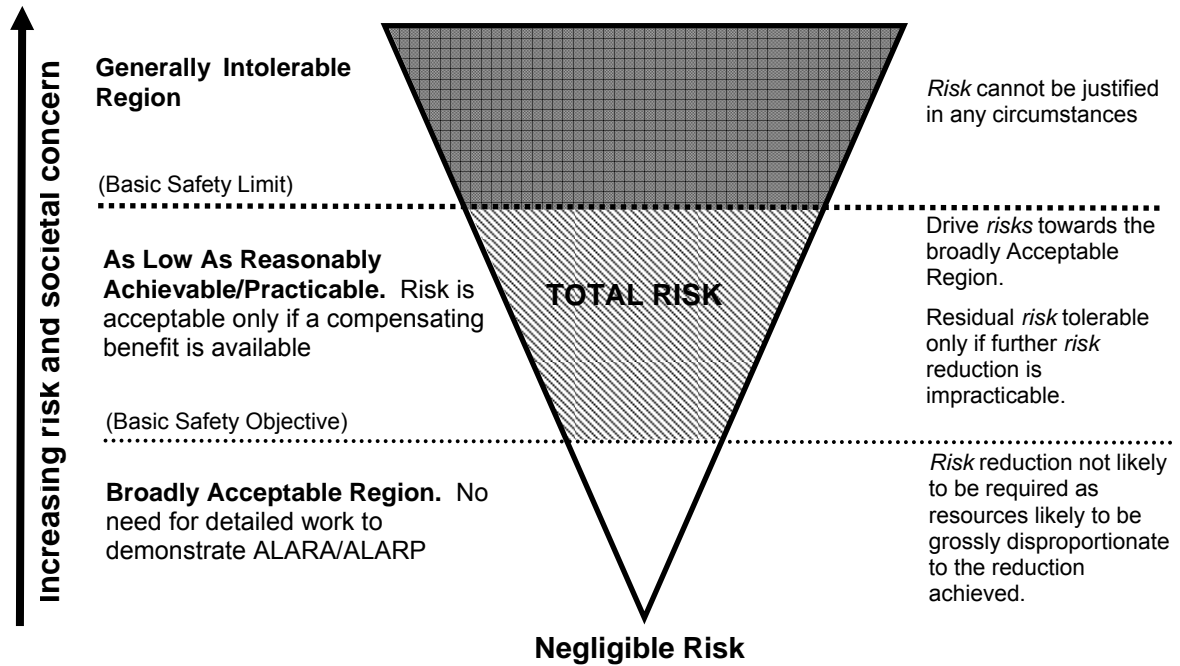 Increasing risk and societal concern
Generally Intolerable
Region
Risk cannot be justified
in any circumstances
(Basic Safety Limit)
As Low As Reasonably
Achievable/Practicable. Risk is
acceptable only if a compensating
benefit is available
TOTAL RISK
Drive risks towards the
broadly Acceptable
Region.
Residual risk tolerable
only if further risk
reduction is
impracticable.
(Basic Safety Objective)
Broadly Acceptable Region. No
need for detailed work to
demonstrate ALARA/ALARP
Risk reduction not likely
to be required as
resources likely to be
grossly disproportionate
to the reduction
achieved.
Negligible Risk